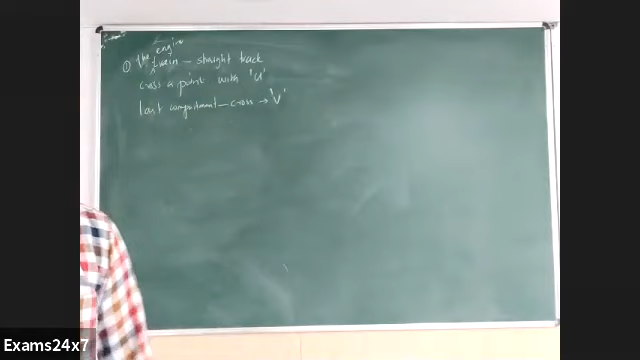 engine
① The train — straight track
cross a point with 'u'
last compartment — cross → 'v'
Exams24x7